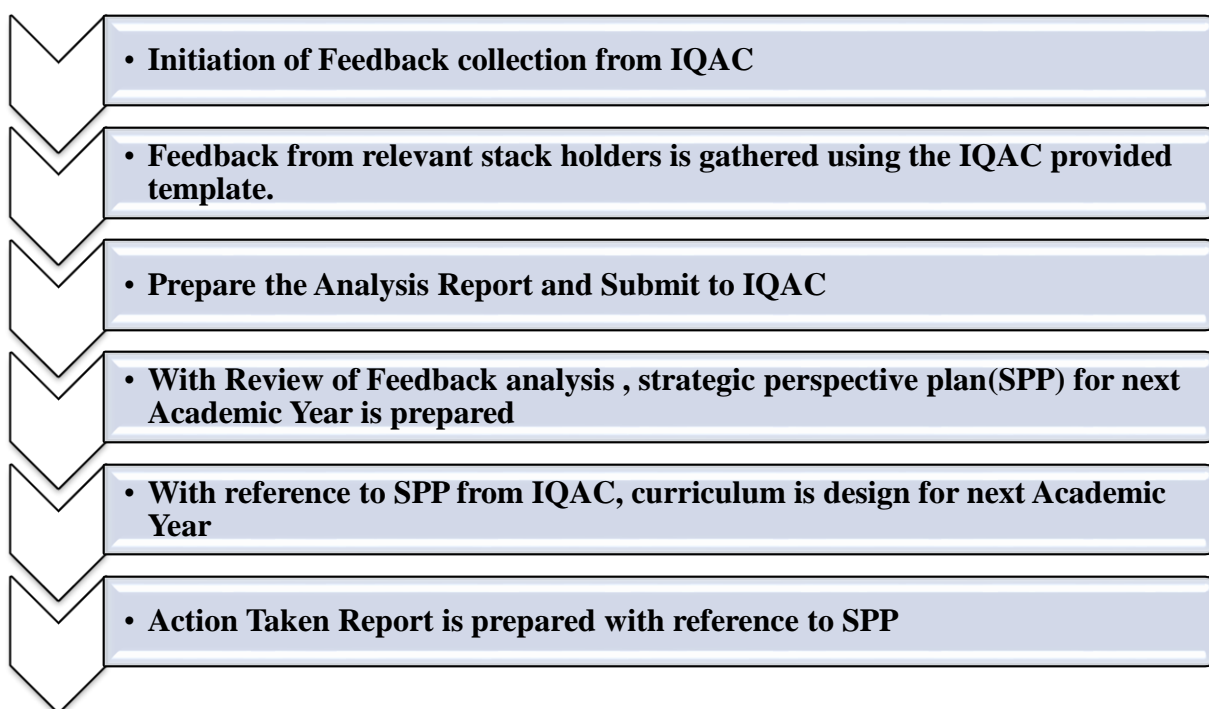 • Initiation of Feedback collection from IQAC
• Feedback from relevant stack holders is gathered using the IQAC provided
template.
• Prepare the Analysis Report and Submit to IQAC
• With Review of Feedback analysis , strategic perspective plan(SPP) for next
Academic Year is prepared
• With reference to SPP from IQAC, curriculum is design for next Academic
Year
• Action Taken Report is prepared with reference to SPP